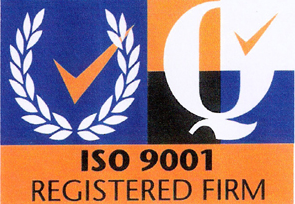 Q
ISO 9001
REGISTERED FIRM